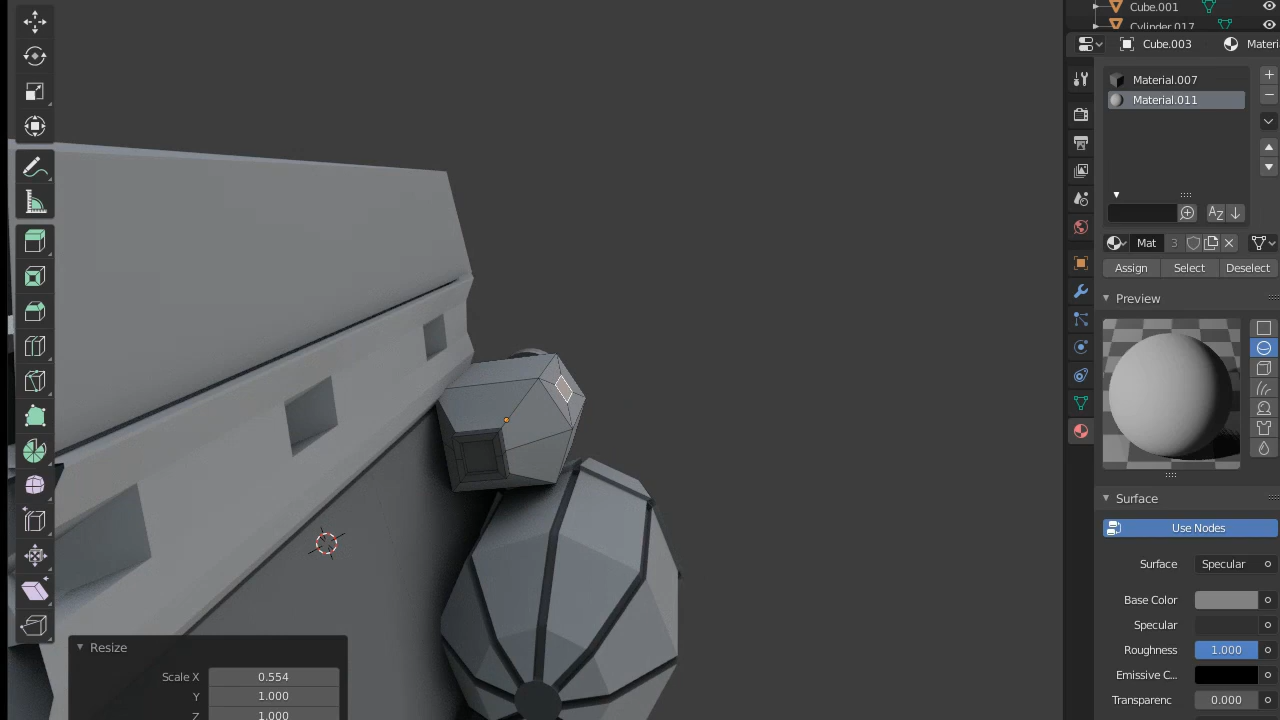 Cube.001
Cylinder.017
Cube.003
Materi
Material.007
Material.011
Mat
3
Assign
Select
Deselect
Preview
Surface
Use Nodes
Surface
Specular
Base Color
Specular
Roughness
1.000
Emissive C...
Transparenc
0.000
Resize
Scale X
0.554
Y
1.000
Z
1.000